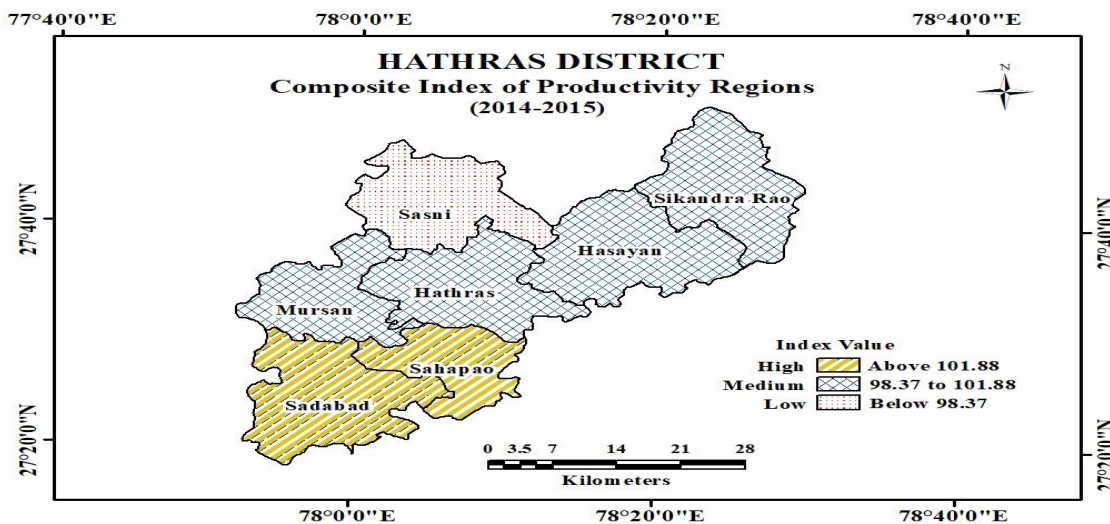 77°40'0"E 78°0'0"E 78°20'0"E 78°40'0"E
HATHRAS DISTRICT
Composite Index of Productivity Regions
(2014-2015)
N
27°40'0"N
27°40'0"N
Sikandra Rao
Sasni
Hasayan
Hathras
Mursan
Sahapao
Sadabad
Index Value
High Above 101.88
Medium 98.37 to 101.88
Low Below 98.37
27°20'0"N
27°20'0"N
0 3.5 7 14 21 28
Kilometers
78°0'0"E 78°20'0"E 78°40'0"E